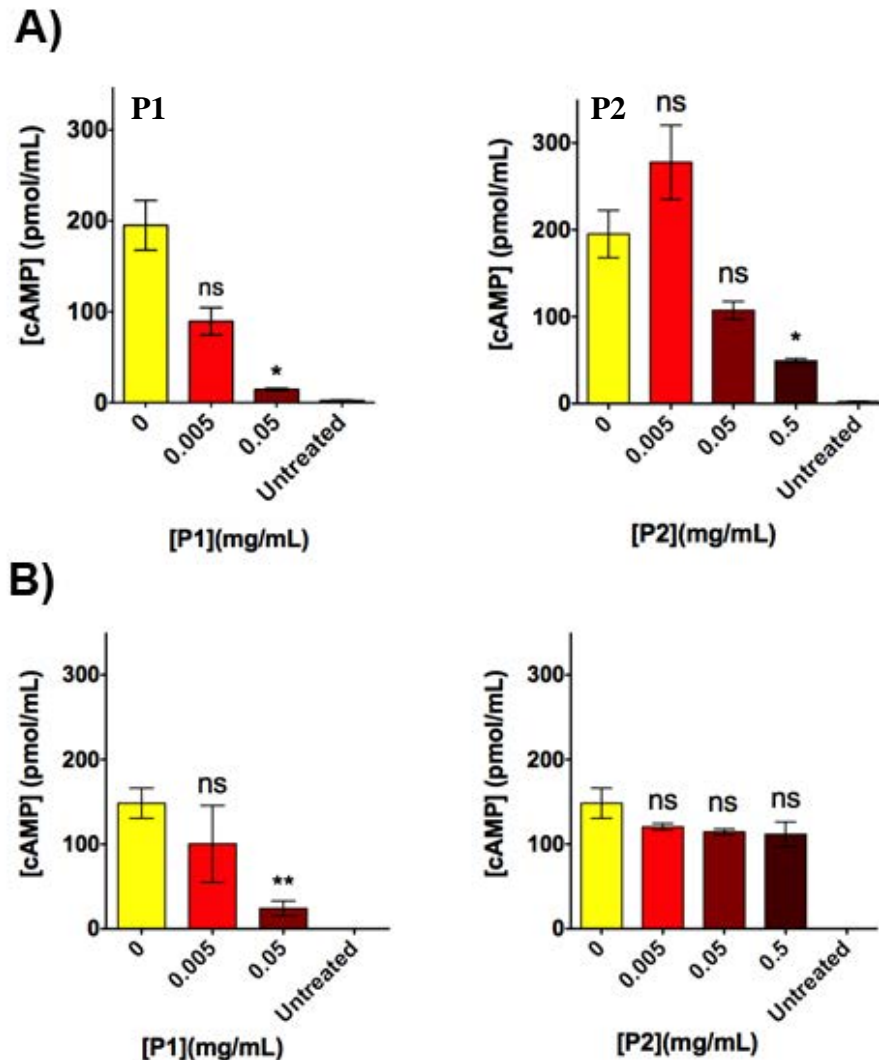 A)
P1
[cAMP] (pmol/mL)
300
200
100
0
ns
*
0
0.005
0.05
Untreated
[P1](mg/mL)
P2
[cAMP] (pmol/mL)
300
200
100
0
ns
ns
*
0
0.005
0.05
0.5
Untreated
[P2](mg/mL)
B)
[cAMP] (pmol/mL)
300
200
100
0
ns
**
0
0.005
0.05
Untreated
[P1](mg/mL)
[cAMP] (pmol/mL)
300
200
100
0
ns
ns
ns
0
0.005
0.05
0.5
Untreated
[P2](mg/mL)